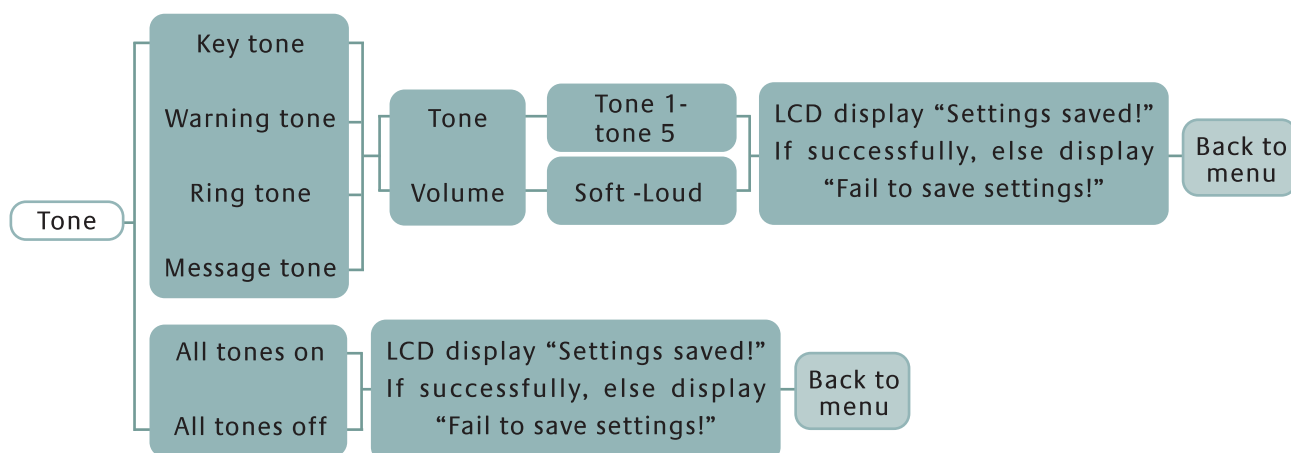 Tone
Key tone
Warning tone
Ring tone
Message tone
Tone
Volume
Tone 1-
tone 5
Soft -Loud
LCD display “Settings saved!”
If successfully, else display
“Fail to save settings!”
Back to
menu
All tones on
All tones off
LCD display “Settings saved!”
If successfully, else display
“Fail to save settings!”
Back to
menu